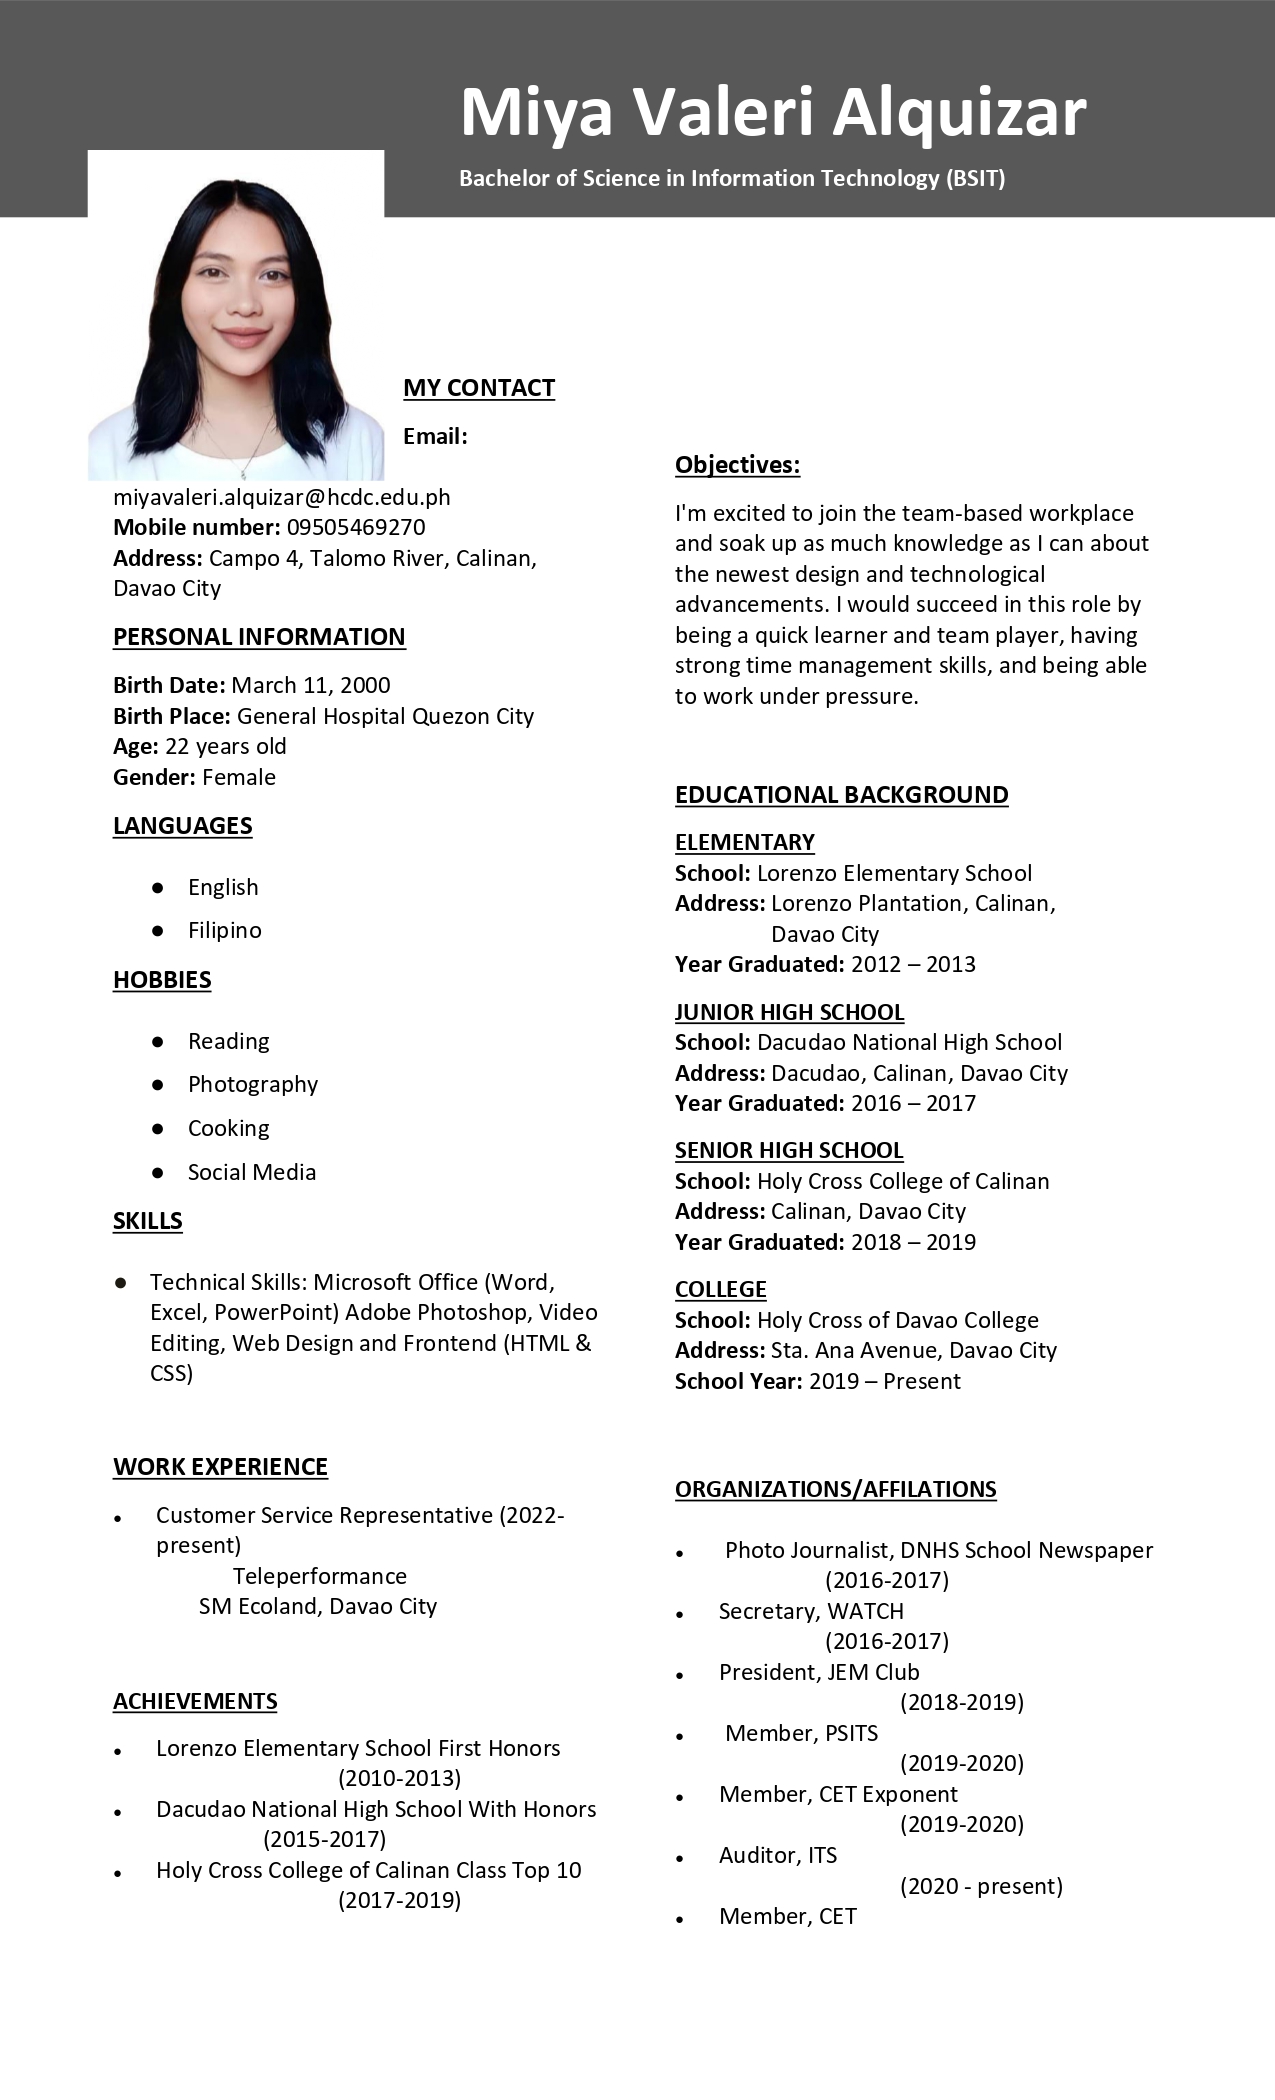 Miya Valeri Alquizar
Bachelor of Science in Information Technology (BSIT)
MY CONTACT
Email:
miyavaleri.alquizar@hcdc.edu.ph
Mobile number: 09505469270
Address: Campo 4, Talomo River, Calinan,
Davao City
PERSONAL INFORMATION
Birth Date: March 11, 2000
Birth Place: General Hospital Quezon City
Age: 22 years old
Gender: Female
LANGUAGES
● English
● Filipino
HOBBIES
● Reading
● Photography
● Cooking
● Social Media
SKILLS
● Technical Skills: Microsoft Office (Word,
Excel, PowerPoint) Adobe Photoshop, Video
Editing, Web Design and Frontend (HTML &
CSS)
WORK EXPERIENCE
• Customer Service Representative (2022-
present)
Teleperformance
SM Ecoland, Davao City
ACHIEVEMENTS
• Lorenzo Elementary School First Honors
(2010-2013)
• Dacudao National High School With Honors
(2015-2017)
• Holy Cross College of Calinan Class Top 10
(2017-2019)
Objectives:
I'm excited to join the team-based workplace
and soak up as much knowledge as I can about
the newest design and technological
advancements. I would succeed in this role by
being a quick learner and team player, having
strong time management skills, and being able
to work under pressure.
EDUCATIONAL BACKGROUND
ELEMENTARY
School: Lorenzo Elementary School
Address: Lorenzo Plantation, Calinan,
Davao City
Year Graduated: 2012 – 2013
JUNIOR HIGH SCHOOL
School: Dacudao National High School
Address: Dacudao, Calinan, Davao City
Year Graduated: 2016 – 2017
SENIOR HIGH SCHOOL
School: Holy Cross College of Calinan
Address: Calinan, Davao City
Year Graduated: 2018 – 2019
COLLEGE
School: Holy Cross of Davao College
Address: Sta. Ana Avenue, Davao City
School Year: 2019 – Present
ORGANIZATIONS/AFFILATIONS
• Photo Journalist, DNHS School Newspaper
(2016-2017)
• Secretary, WATCH
(2016-2017)
• President, JEM Club
(2018-2019)
• Member, PSITS
(2019-2020)
• Member, CET Exponent
(2019-2020)
• Auditor, ITS
(2020 - present)
• Member, CET